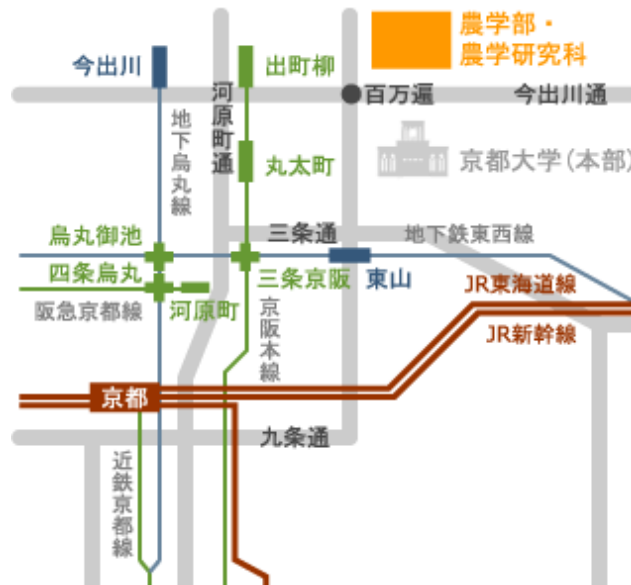 農学部・
農学研究科
今出川
出町柳
河原町通
百万遍
今出川通
地下烏丸線
丸太町
京都大学(本部)
烏丸御池
三条通
地下鉄東西線
四条烏丸
三条京阪
東山
阪急京都線
河原町
京阪本線
JR東海道線
JR新幹線
京都
九条通
近鉄京都線